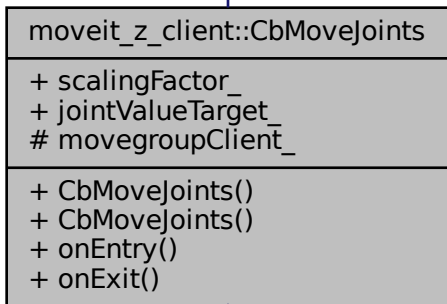 moveit_z_client::CbMoveJoints
+ scalingFactor_
+ jointValueTarget_
# movegroupClient_
+ CbMoveJoints()
+ CbMoveJoints()
+ onEntry()
+ onExit()